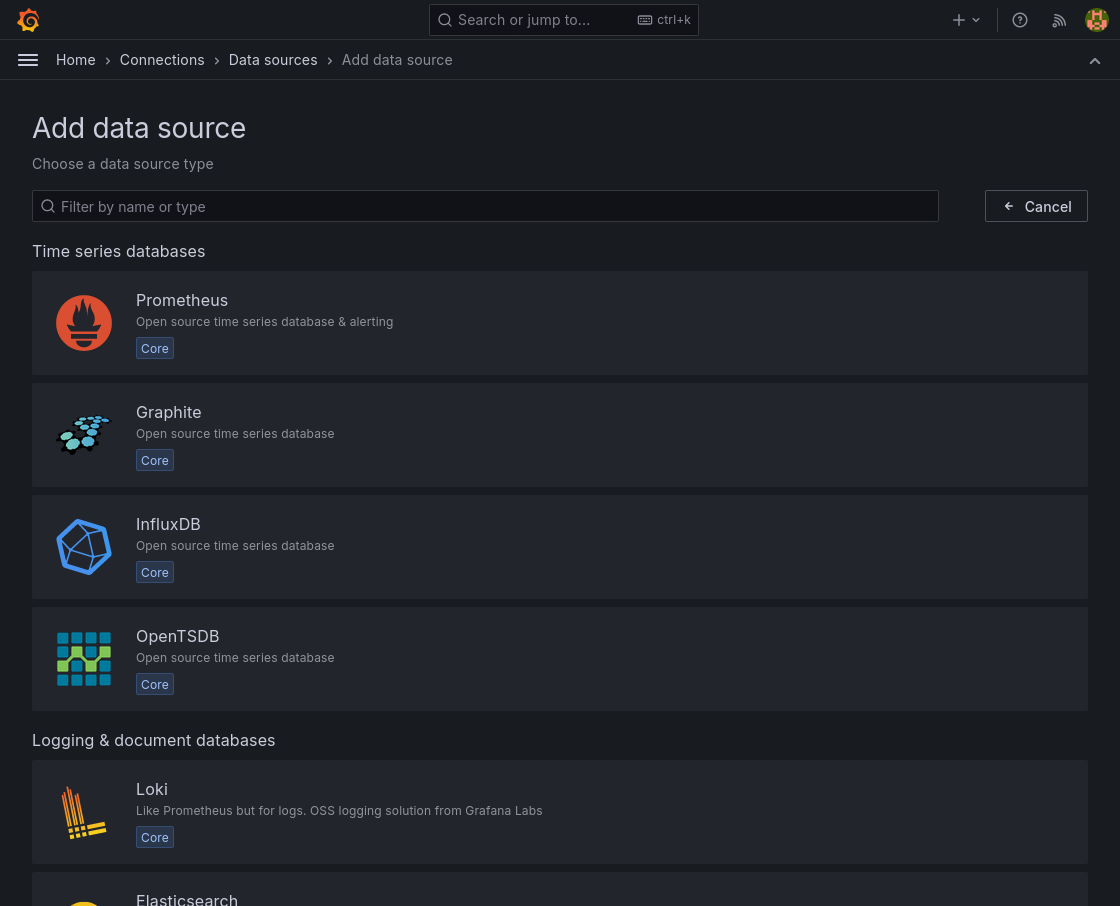 Search or jump to...
ctrl+k
Home
Connections
Data sources
Add data source
Add data source
Choose a data source type
Filter by name or type
Cancel
Time series databases
Prometheus
Open source time series database & alerting
Core
Graphite
Open source time series database
Core
InfluxDB
Open source time series database
Core
OpenTSDB
Open source time series database
Core
Logging & document databases
Loki
Like Prometheus but for logs. OSS logging solution from Grafana Labs
Core
Elasticsearch